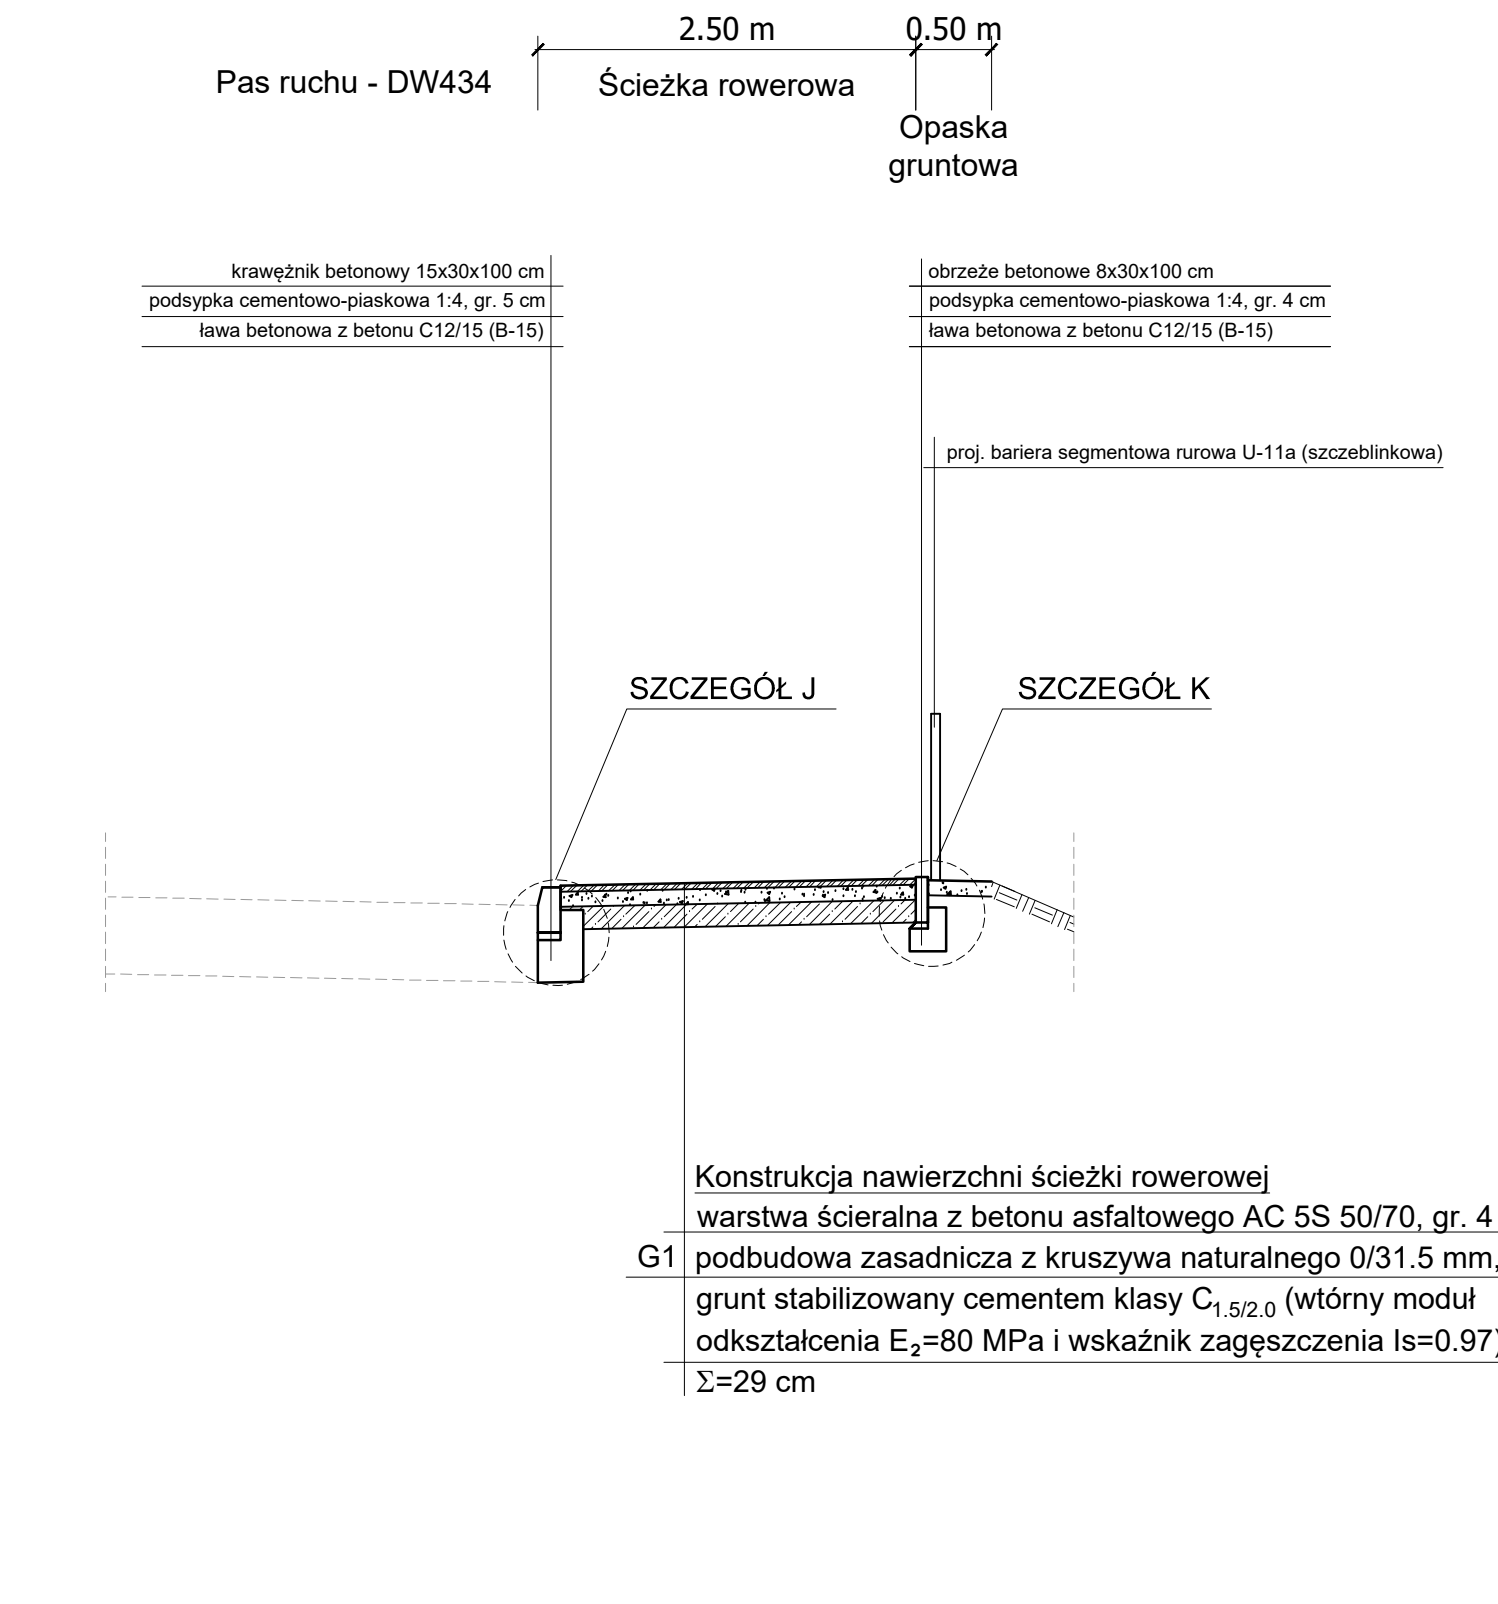 2.50 m
0.50 m
Pas ruchu - DW434
Ścieżka rowerowa
Opaska
gruntowa
krawężnik betonowy 15x30x100 cm
podsypka cementowo-piaskowa 1:4, gr. 5 cm
ława betonowa z betonu C12/15 (B-15)
obrzeże betonowe 8x30x100 cm
podsypka cementowo-piaskowa 1:4, gr. 4 cm
ława betonowa z betonu C12/15 (B-15)
proj. bariera segmentowa rurowa U-11a (szczeblinkowa)
SZCZEGÓŁ J
SZCZEGÓŁ K
Konstrukcja nawierzchni ścieżki rowerowej
warstwa ścieralna z betonu asfaltowego AC 5S 50/70, gr. 4
G1
podbudowa zasadnicza z kruszywa naturalnego 0/31.5 mm,
grunt stabilizowany cementem klasy C1.5/2.0 (wtórny moduł
odkształcenia E₂=80 MPa i wskaźnik zagęszczenia Is=0.97)
Σ=29 cm